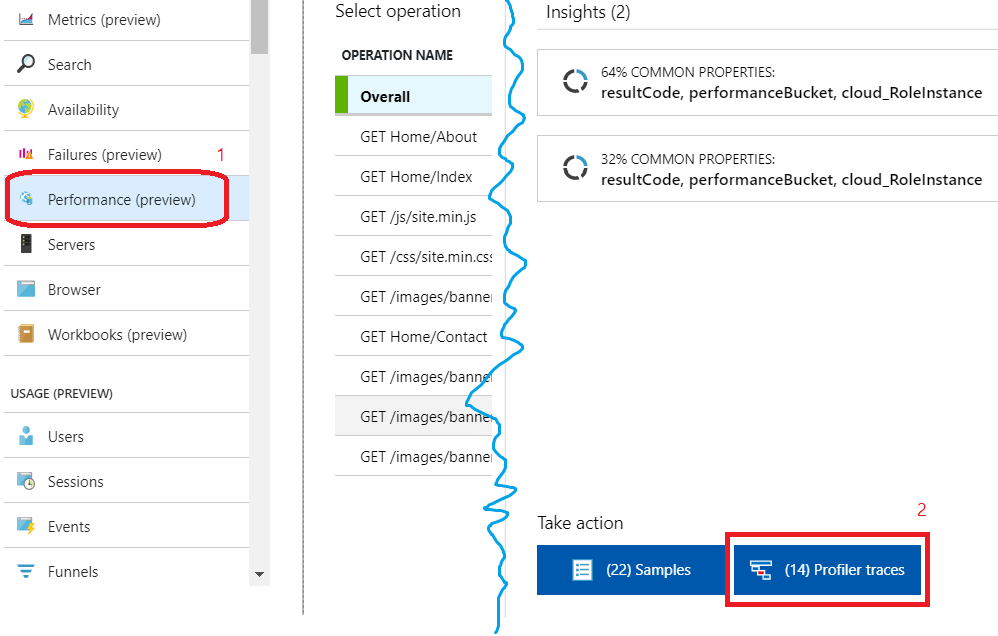 Metrics (preview)
Search
Availability
Failures (preview)
1
Performance (preview)
Servers
Browser
Workbooks (preview)
USAGE (PREVIEW)
Users
Sessions
Events
Funnels
Select operation
OPERATION NAME
Overall
GET Home/About
GET Home/Index
GET /js/site.min.js
GET /css/site.min.css
GET /images/banner
GET Home/Contact
GET /images/banne
GET /images/banne
GET /images/banner
Insights (2)
64% COMMON PROPERTIES:
resultCode, performanceBucket, cloud_RoleInstance
32% COMMON PROPERTIES:
resultCode, performanceBucket, cloud_RoleInstance
Take action
2
(22) Samples
(14) Profiler traces